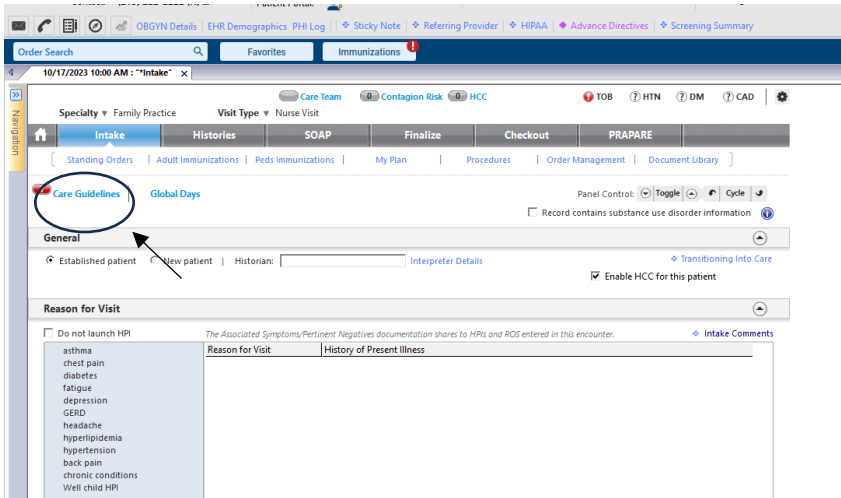 OBGYN Details | EHR Demographics PHI Log | Sticky Note | Referring Provider | HIPAA | Advance Directives | Screening Summary
Order Search Favorites Immunizations
10/17/2023 10:00 AM : "*Intake" x
Navigation
Care Team 0 Contagion Risk 0 HCC TOB HTN DM CAD
Specialty Family Practice Visit Type Nurse Visit
Intake Histories SOAP Finalize Checkout PRAPARE
[ Standing Orders | Adult Immunizations | Peds Immunizations | My Plan | Procedures | Order Management | Document Library ]
Care Guidelines | Global Days Panel Control: Toggle Cycle
Record contains substance use disorder information
General
Established patient New patient | Historian: Interpreter Details Transitioning Into Care
Enable HCC for this patient
Reason for Visit
Do not launch HPI The Associated Symptoms/Pertinent Negatives documentation shares to HPIs and ROS entered in this encounter. Intake Comments
Reason for Visit History of Present Illness
asthma
chest pain
diabetes
fatigue
depression
GERD
headache
hyperlipidemia
hypertension
back pain
chronic conditions
Well child HPI